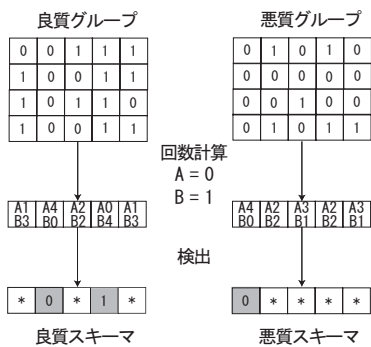 良質グループ
0 0 1 1 1
1 0 0 1 1
1 0 1 1 0
1 0 0 1 1
悪質グループ
0 1 0 1 0
0 0 0 0 0
0 0 1 0 0
0 1 0 1 1
回数計算
A = 0
B = 1
A1 A4 A2 A0 A1
B3 B0 B2 B4 B3
A4 A2 A3 A2 A3
B0 B2 B1 B2 B1
検出
* 0 * 1 *
良質スキーマ
0 * * * *
悪質スキーマ